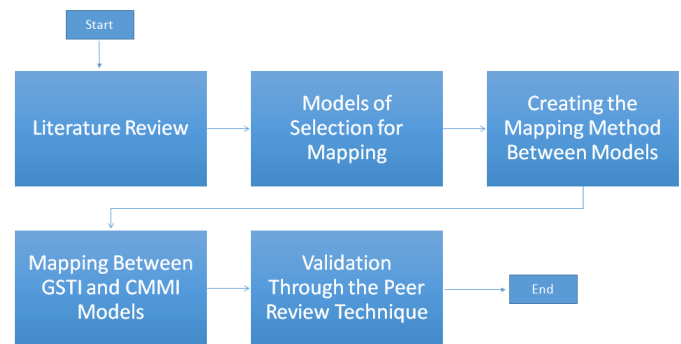 Start
Literature Review
Models of
Selection for
Mapping
Creating the
Mapping Method
Between Models
Mapping Between
GSTI and CMMI
Models
Validation
Through the Peer
Review Technique
End